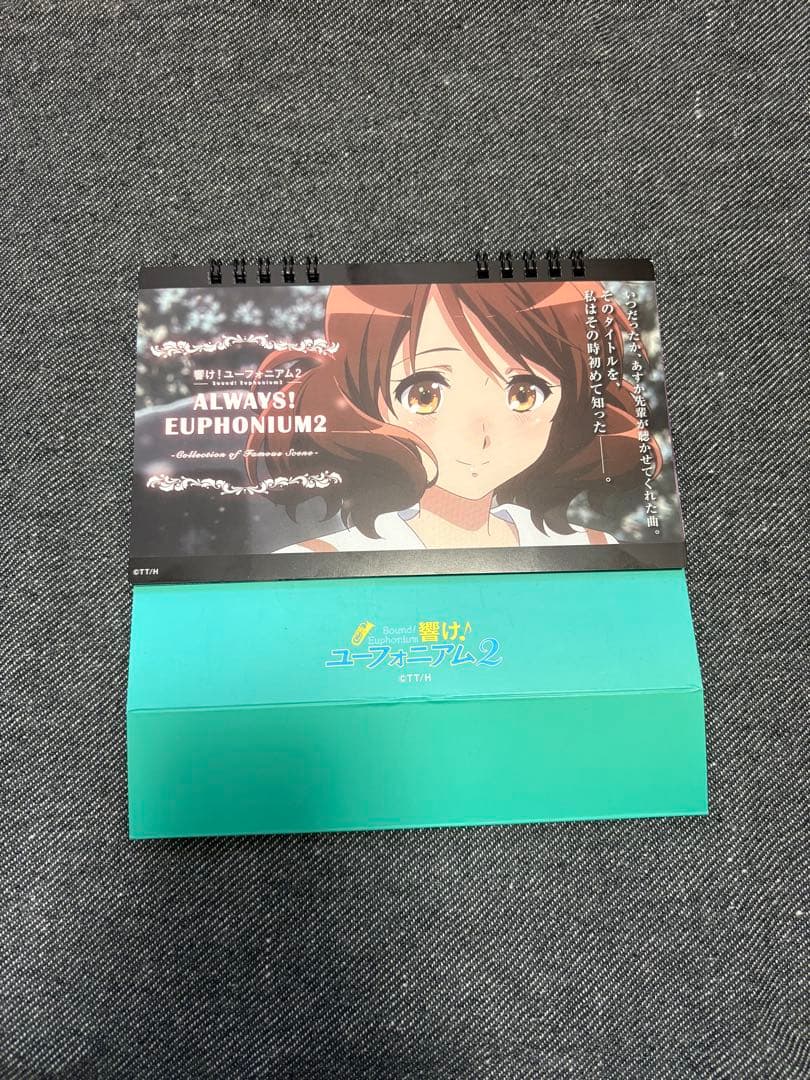 響け！ユーフォニアム2
Sound! Euphonium2
ALWAYS!
EUPHONIUM2
-Collection of Famous Scene-
いつだったか、あすか先輩が聴かせてくれた曲。
そのタイトルを、
私はその時初めて知った――。
©TT/H
Sound!
Euphonium
響け♪
ユーフォニアム2
©TT/H